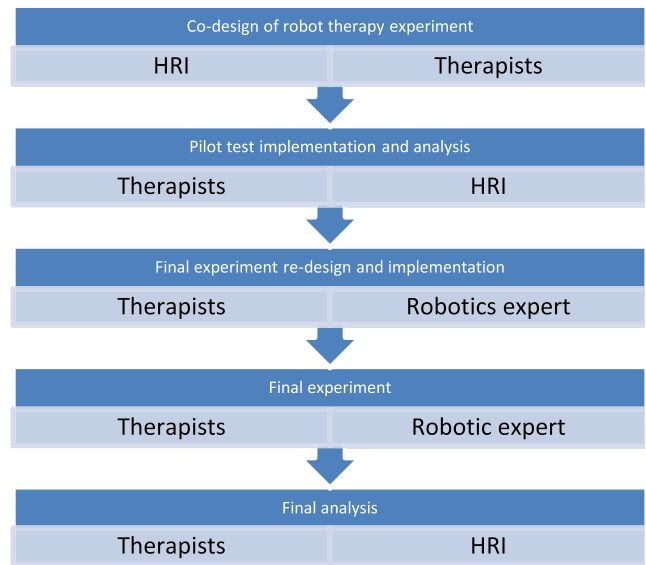 Co-design of robot therapy experiment
HRI Therapists
Pilot test implementation and analysis
Therapists HRI
Final experiment re-design and implementation
Therapists Robotics expert
Final experiment
Therapists Robotic expert
Final analysis
Therapists HRI